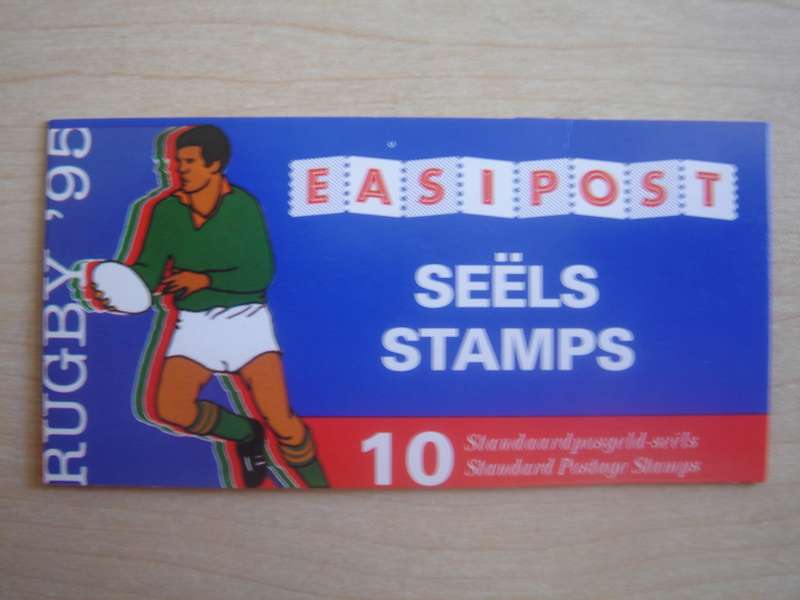 RUGBY '95
EASIPOST
SEËLS
STAMPS
10
Standaardposgeld-seëls
Standard Postage Stamps